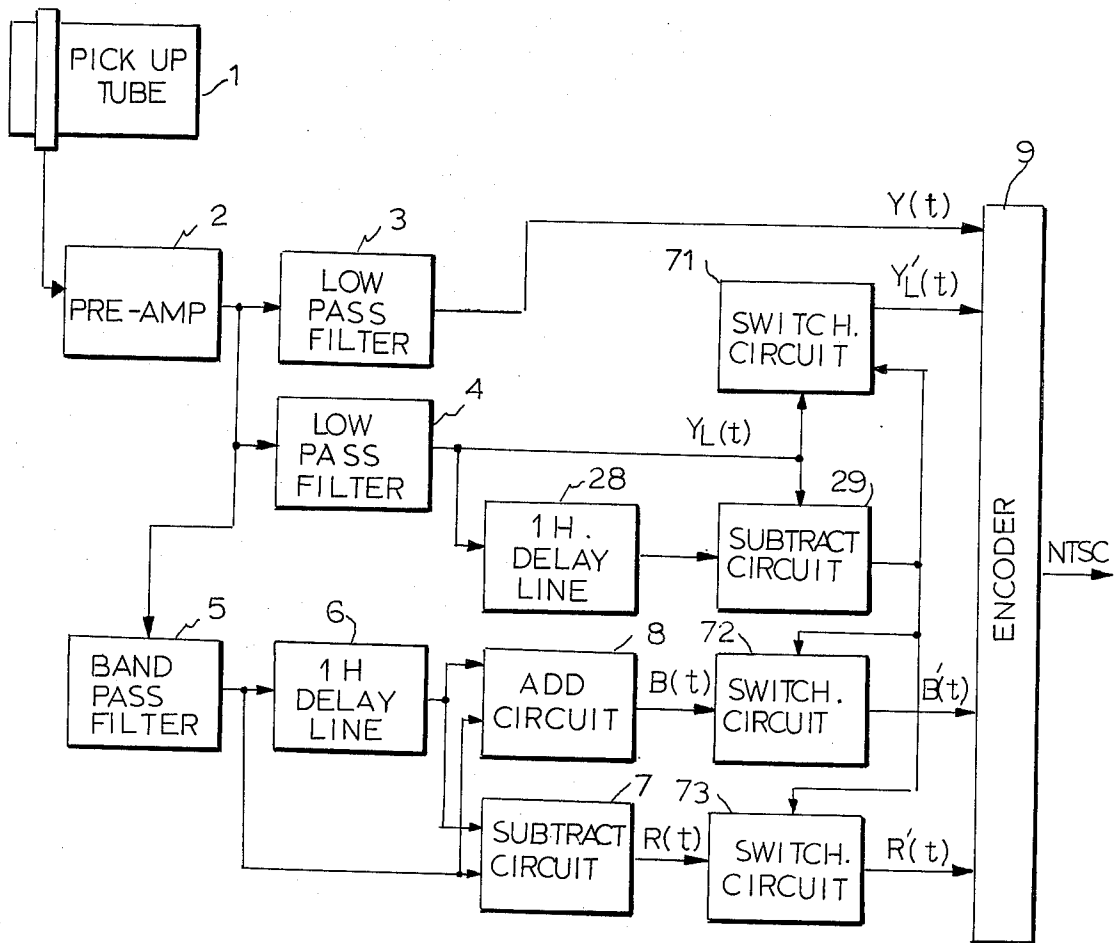 PICK UP
TUBE
1
9
2
3
Y(t)
PRE-AMP
LOW
PASS
FILTER
71
Y'L(t)
SWITCH.
CIRCUIT
4
LOW
PASS
FILTER
YL(t)
28
29
1 H.
DELAY
LINE
SUBTRACT
CIRCUIT
ENCODER
NTSC
5
6
8
72
BAND
PASS
FILTER
1 H
DELAY
LINE
ADD
CIRCUIT
B(t)
SWITCH.
CIRCUIT
B'(t)
7
73
SUBTRACT
CIRCUIT
R(t)
SWITCH.
CIRCUIT
R'(t)